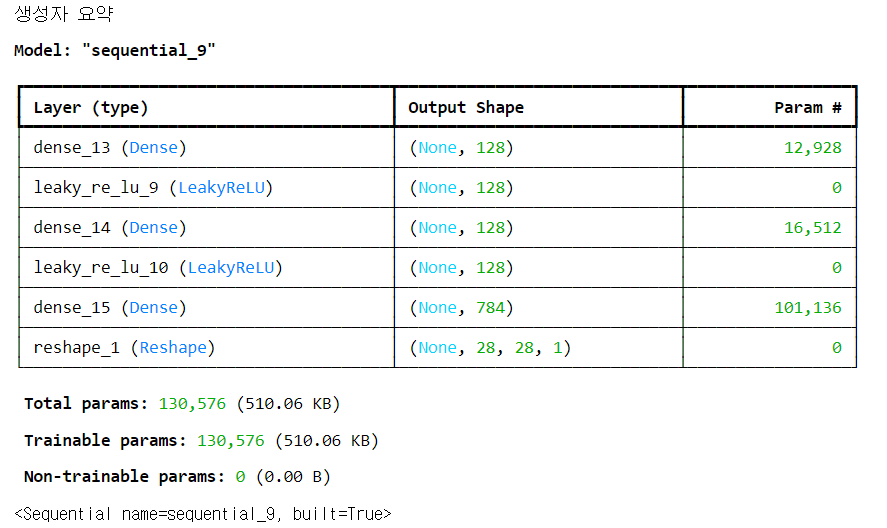 생성자 요약
Model: "sequential_9"
Layer (type) Output Shape Param #
dense_13 (Dense) (None, 128) 12,928
leaky_re_lu_9 (LeakyReLU) (None, 128) 0
dense_14 (Dense) (None, 128) 16,512
leaky_re_lu_10 (LeakyReLU) (None, 128) 0
dense_15 (Dense) (None, 784) 101,136
reshape_1 (Reshape) (None, 28, 28, 1) 0
Total params: 130,576 (510.06 KB)
Trainable params: 130,576 (510.06 KB)
Non-trainable params: 0 (0.00 B)
<Sequential name=sequential_9, built=True>